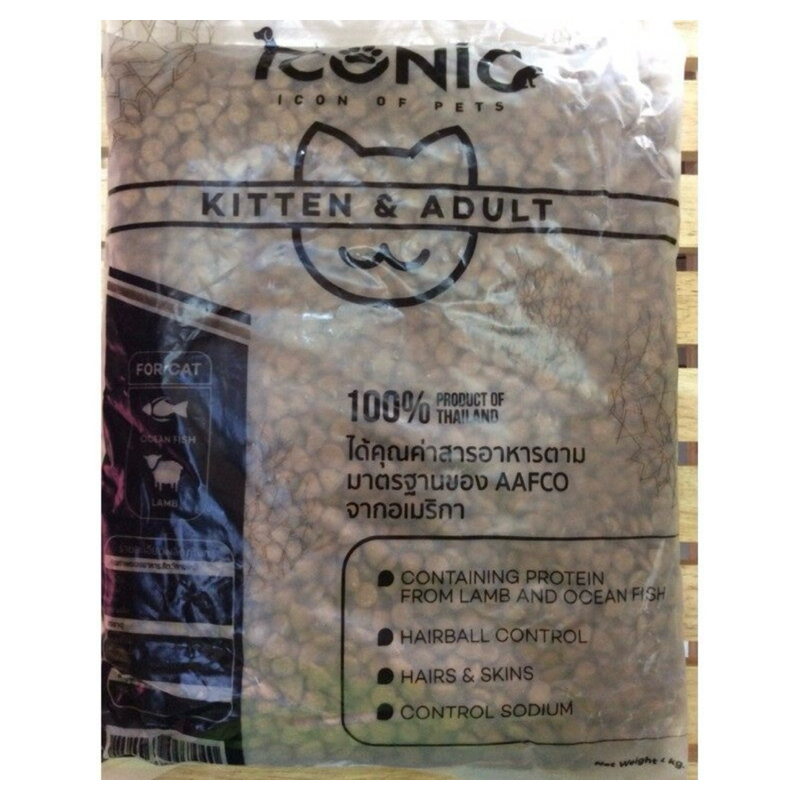 ICONIC
ICON OF PETS
KITTEN & ADULT
FOR CAT
OCEAN FISH
LAMB
100% PRODUCT OF
THAILAND
ได้คุณค่าสารอาหารตาม
มาตรฐานของ AAFCO
จากอเมริกา
CONTAINING PROTEIN
FROM LAMB AND OCEAN FISH
HAIRBALL CONTROL
HAIRS & SKINS
CONTROL SODIUM
Net Weight kg.